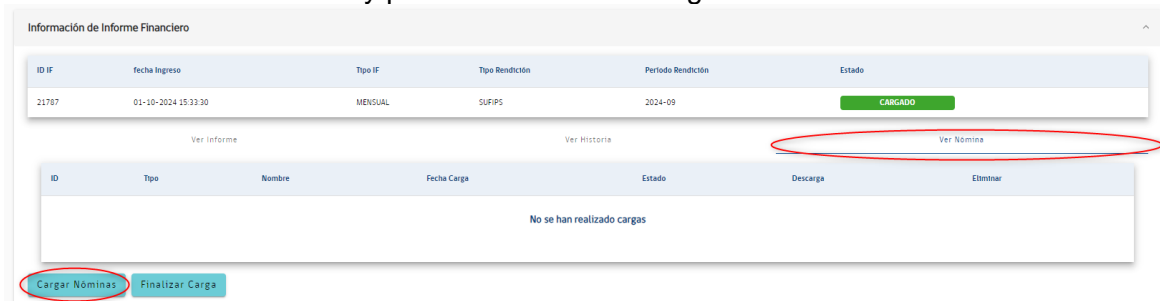 Información de Informe Financiero
ID IF fecha Ingreso Tipo IF Tipo Rendición Periodo Rendición Estado
21787 01-10-2024 15:33:30 MENSUAL SUFIPS 2024-09 CARGADO
Ver Informe Ver Historia Ver Nómina
ID Tipo Nombre Fecha Carga Estado Descarga Eliminar
No se han realizado cargas
Cargar Nóminas Finalizar Carga